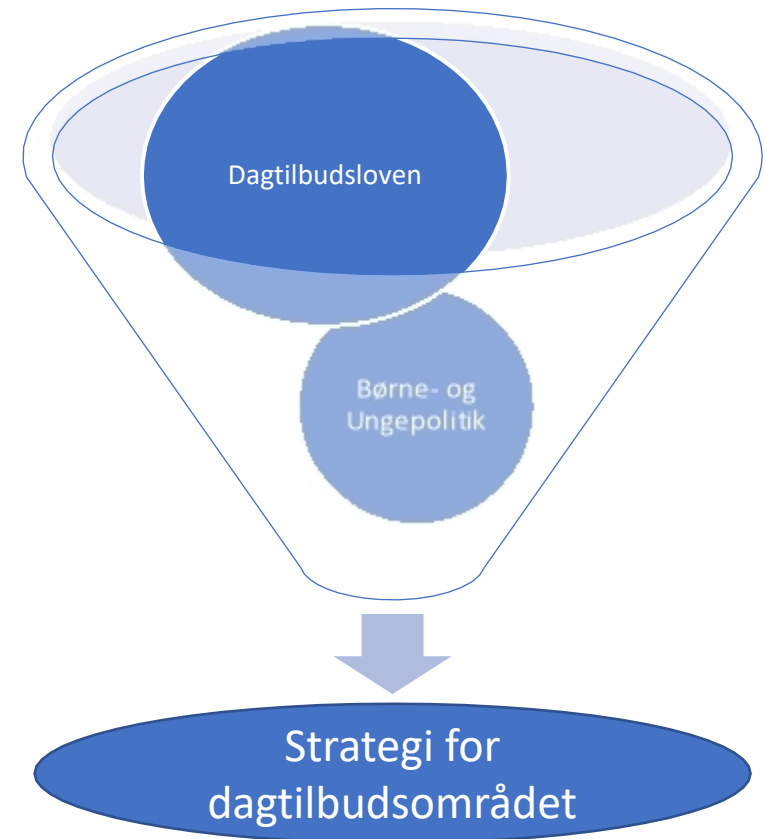 Dagtilbudsloven
Børne- og
Ungepolitik
Strategi for
dagtilbudsområdet